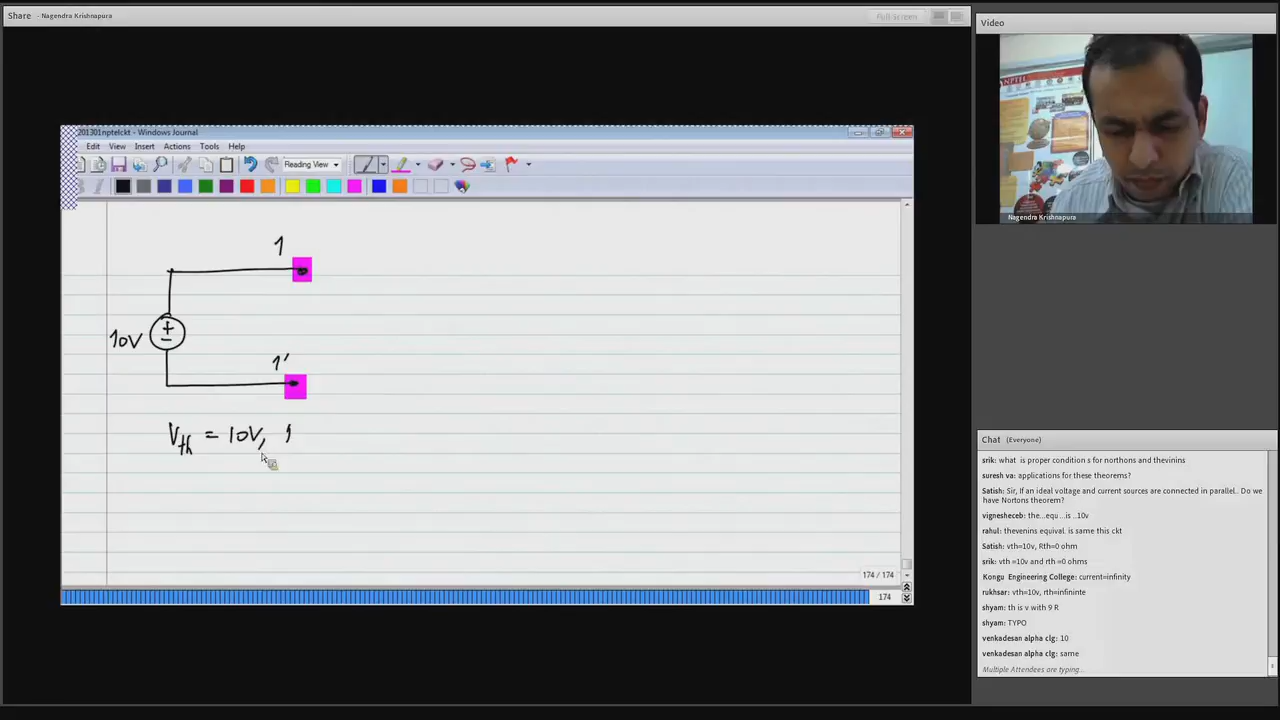 Share - Nagendra Krishnapura
Full screen
Video
201301nptelckt - Windows Journal
Edit View Insert Actions Tools Help
Reading View
Nagendra Krishnapura
1
10V
+
-
1'
Vth = 10V, 1
174 / 174
174
Chat (Everyone)
srik: what is proper condition s for northons and thevinins
suresh va: applications for these theorems?
Satish: Sir, If an ideal voltage and current sources are connected in parallel.. Do we
have Nortons theorem?
vignesheceb: the...equ ...is ..10v
rahul: thevenins equival. is same this ckt
Satish: vth=10v, Rth=0 ohm
srik: vth =10v and rth =0 ohms
Kongu Engineering College: current=infinity
rukhsar: vth=10v, rth=infininte
shyam: th is v with 9 R
shyam: TYPO
venkadesan alpha clg: 10
venkadesan alpha clg: same
Multiple Attendees are typing...